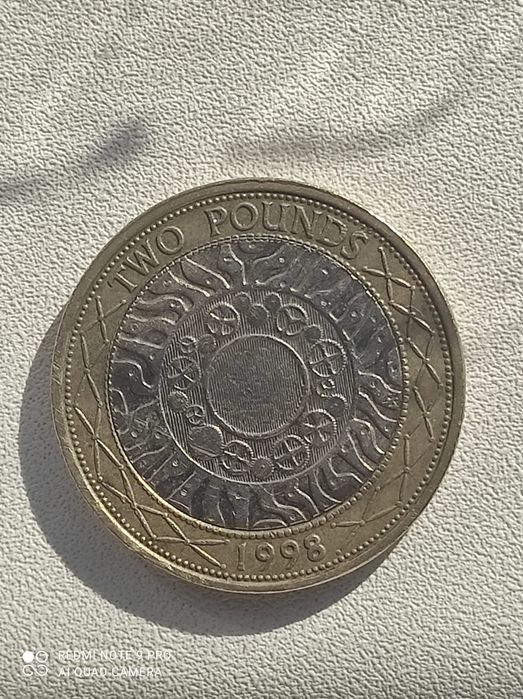 TWO POUNDS
1998
REDMI NOTE 9 PRO
AI QUAD CAMERA